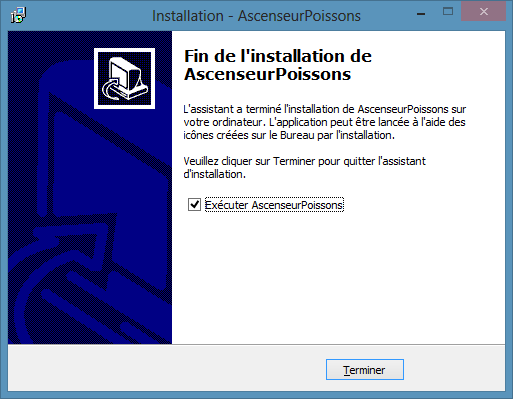 Installation - AscenseurPoissons
Fin de l'installation de
AscenseurPoissons
L'assistant a terminé l'installation de AscenseurPoissons sur
votre ordinateur. L'application peut être lancée à l'aide des
icônes créées sur le Bureau par l'installation.
Veuillez cliquer sur Terminer pour quitter l'assistant
d'installation.
Exécuter AscenseurPoissons
Terminer